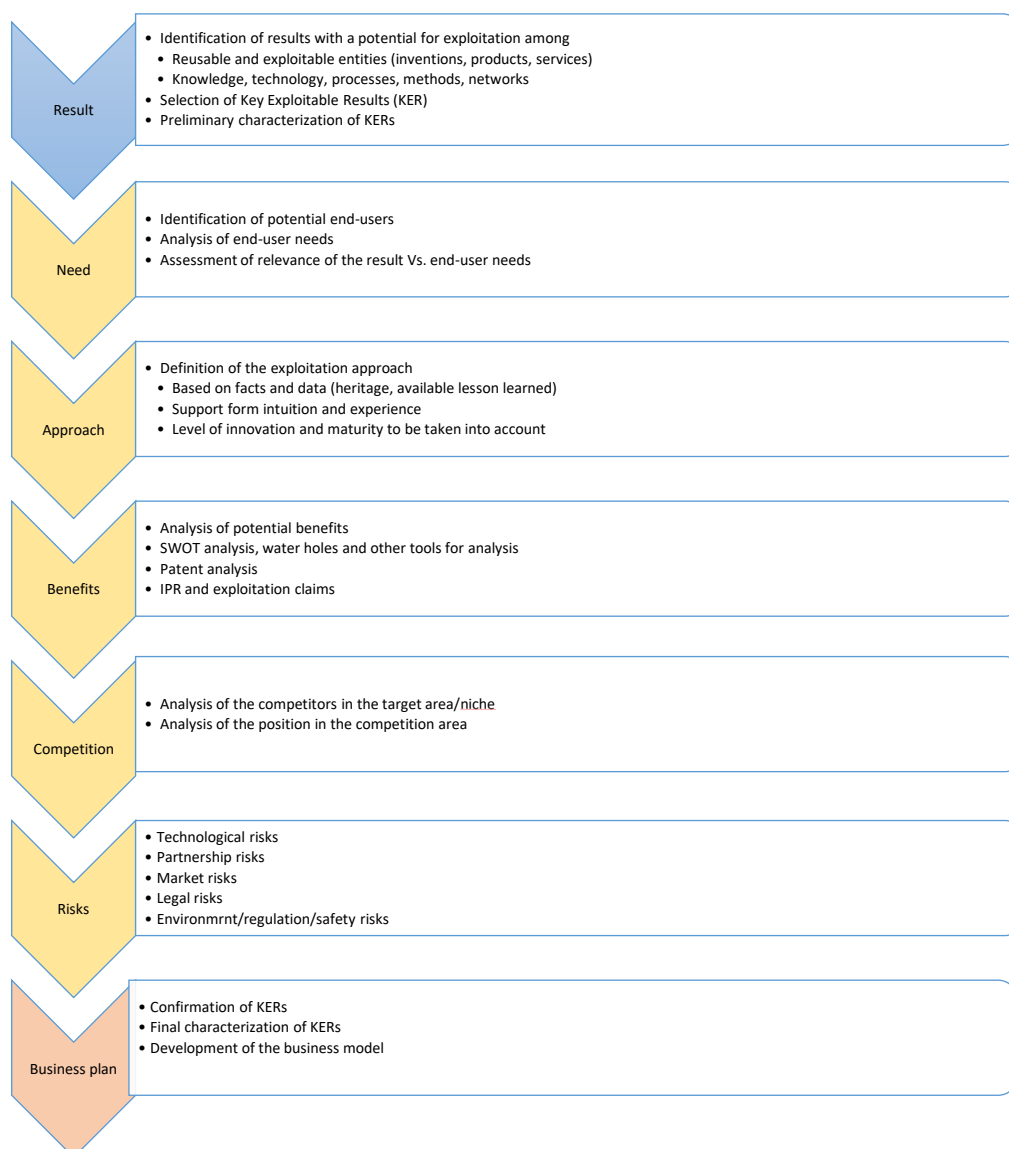 Result
• Identification of results with a potential for exploitation among
• Reusable and exploitable entities (inventions, products, services)
• Knowledge, technology, processes, methods, networks
• Selection of Key Exploitable Results (KER)
• Preliminary characterization of KERs
Need
• Identification of potential end-users
• Analysis of end-user needs
• Assessment of relevance of the result Vs. end-user needs
Approach
• Definition of the exploitation approach
• Based on facts and data (heritage, available lesson learned)
• Support form intuition and experience
• Level of innovation and maturity to be taken into account
Benefits
• Analysis of potential benefits
• SWOT analysis, water holes and other tools for analysis
• Patent analysis
• IPR and exploitation claims
Competition
• Analysis of the competitors in the target area/niche
• Analysis of the position in the competition area
Risks
• Technological risks
• Partnership risks
• Market risks
• Legal risks
• Environmrnt/regulation/safety risks
Business plan
• Confirmation of KERs
• Final characterization of KERs
• Development of the business model